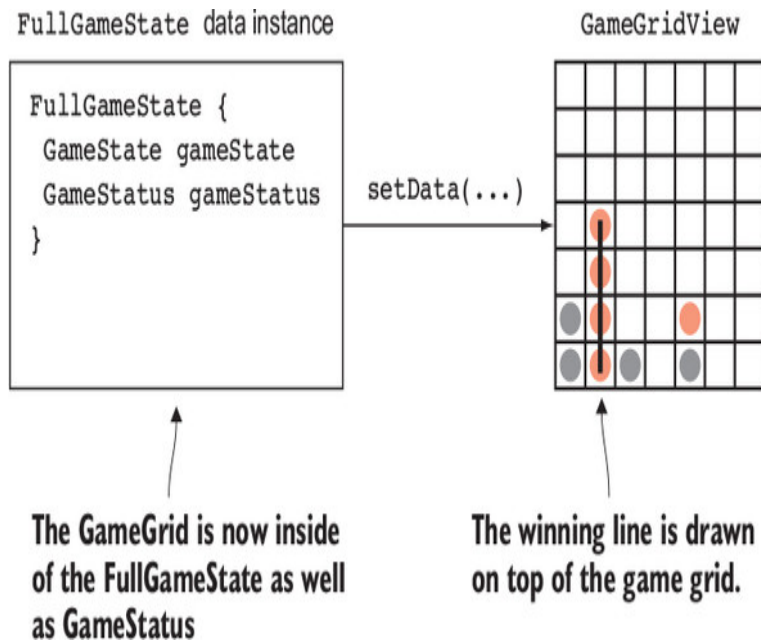 FullGameState data instance
FullGameState {
GameState gameState
GameStatus gameStatus
}
setData(...)
GameGridView
The GameGrid is now inside
of the FullGameState as well
as GameStatus
The winning line is drawn
on top of the game grid.